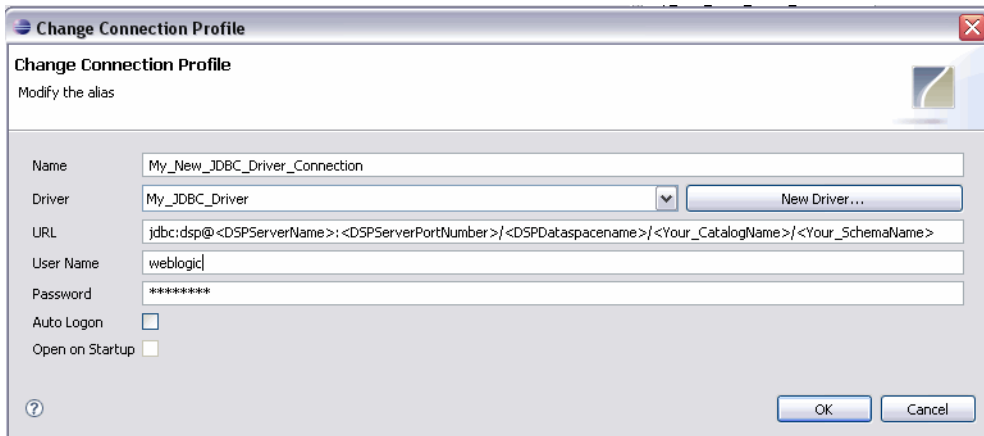 Change Connection Profile
Change Connection Profile
Modify the alias
Name My_New_JDBC_Driver_Connection
Driver My_JDBC_Driver New Driver...
URL jdbc:dsp@<DSPServerName>:<DSPServerPortNumber>/<DSPDataspacename>/<Your_CatalogName>/<Your_SchemaName>
User Name weblogic
Password ********
Auto Logon
Open on Startup
? OK Cancel